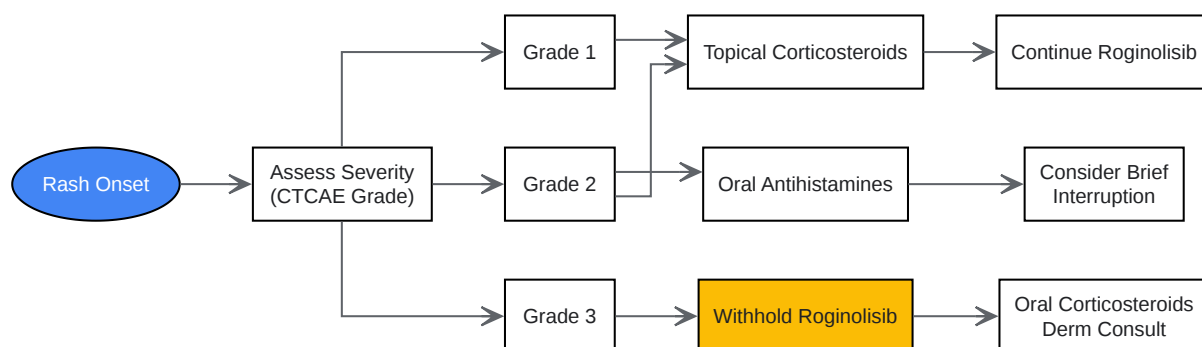 Rash Onset
Assess Severity
(CTCAE Grade)
Grade 1
Topical Corticosteroids
Continue Roginolisib
Grade 2
Oral Antihistamines
Consider Brief
Interruption
Grade 3
Withhold Roginolisib
Oral Corticosteroids
Derm Consult